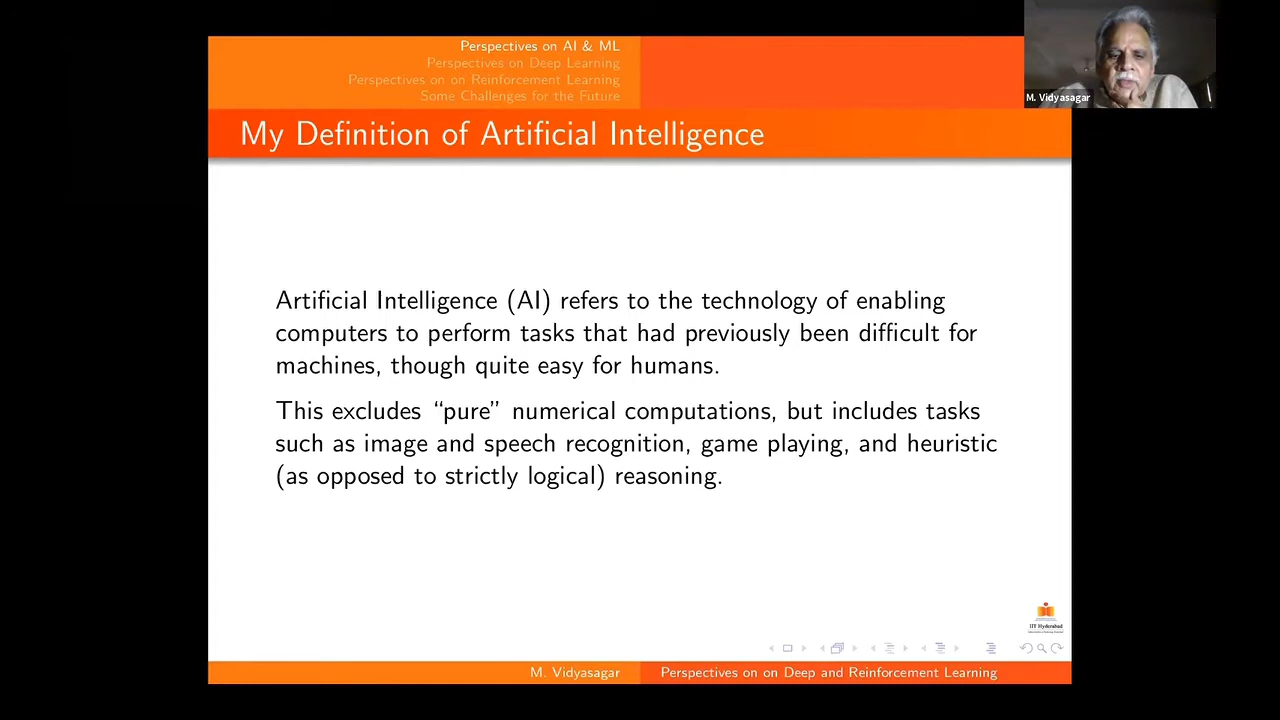 Perspectives on AI & ML
Perspectives on Deep Learning
Perspectives on on Reinforcement Learning
Some Challenges for the Future
M. Vidyasagar
My Definition of Artificial Intelligence
Artificial Intelligence (AI) refers to the technology of enabling
computers to perform tasks that had previously been difficult for
machines, though quite easy for humans.
This excludes “pure” numerical computations, but includes tasks
such as image and speech recognition, game playing, and heuristic
(as opposed to strictly logical) reasoning.
IIT Hyderabad
M. Vidyasagar
Perspectives on on Deep and Reinforcement Learning